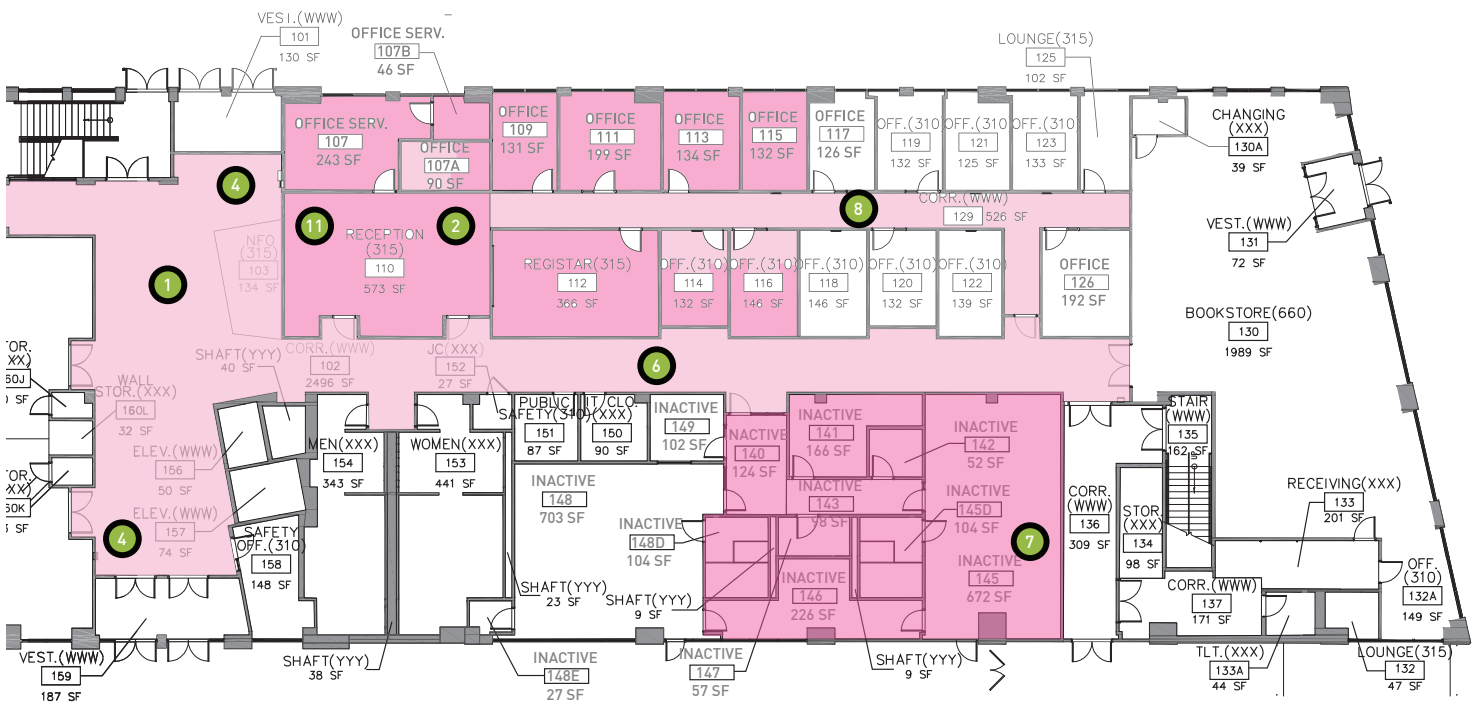 VEST.(WWW)
101
130 SF
OFFICE SERV.
107B
46 SF
LOUNGE(315)
125
102 SF
OFFICE SERV.
107
243 SF
OFFICE
107A
90 SF
OFFICE
109
131 SF
OFFICE
111
199 SF
OFFICE
113
134 SF
OFFICE
115
132 SF
OFFICE
117
126 SF
OFF.(310)
119
132 SF
OFF.(310)
121
125 SF
OFF.(310)
123
133 SF
CHANGING
(XXX)
130A
39 SF
4
11
2
8
CORR.(WWW)
129 526 SF
VEST.(WWW)
131
72 SF
NFO
(315)
103
134 SF
RECEPTION
(315)
110
573 SF
REGISTAR(315)
112
366 SF
OFF.(310)
114
132 SF
OFF.(310)
116
146 SF
OFF.(310)
118
146 SF
OFF.(310)
120
132 SF
OFF.(310)
122
139 SF
OFFICE
126
192 SF
1
BOOKSTORE(660)
130
1989 SF
TOR.
XX)
60J
SF
SHAFT(YYY)
40 SF
CORR.(WWW)
102
2496 SF
JC(XXX)
152
27 SF
6
WALL
STOR.(XXX)
160L
32 SF
PUBLIC
SAFETY(310)
151
87 SF
IT/CLO.
(XXX)
150
90 SF
INACTIVE
149
102 SF
INACTIVE
140
124 SF
INACTIVE
141
166 SF
INACTIVE
142
52 SF
STAIR
(WWW)
135
162 SF
ELEV.(WWW)
156
50 SF
MEN(XXX)
154
343 SF
WOMEN(XXX)
153
441 SF
TOR.
XX)
60K
SF
INACTIVE
148
703 SF
INACTIVE
143
98 SF
INACTIVE
145D
104 SF
CORR.
(WWW)
136
309 SF
STOR.
(XXX)
134
98 SF
RECEIVING(XXX)
133
201 SF
ELEV.(WWW)
157
74 SF
4
SAFETY
OFF.(310)
158
148 SF
INACTIVE
148D
104 SF
7
SHAFT(YYY)
23 SF
SHAFT(YYY)
9 SF
INACTIVE
146
226 SF
INACTIVE
145
672 SF
CORR.(WWW)
137
171 SF
OFF.
(310)
132A
149 SF
VEST.(WWW)
159
187 SF
SHAFT(YYY)
38 SF
INACTIVE
148E
27 SF
INACTIVE
147
57 SF
SHAFT(YYY)
9 SF
TLT.(XXX)
133A
44 SF
LOUNGE(315)
132
47 SF